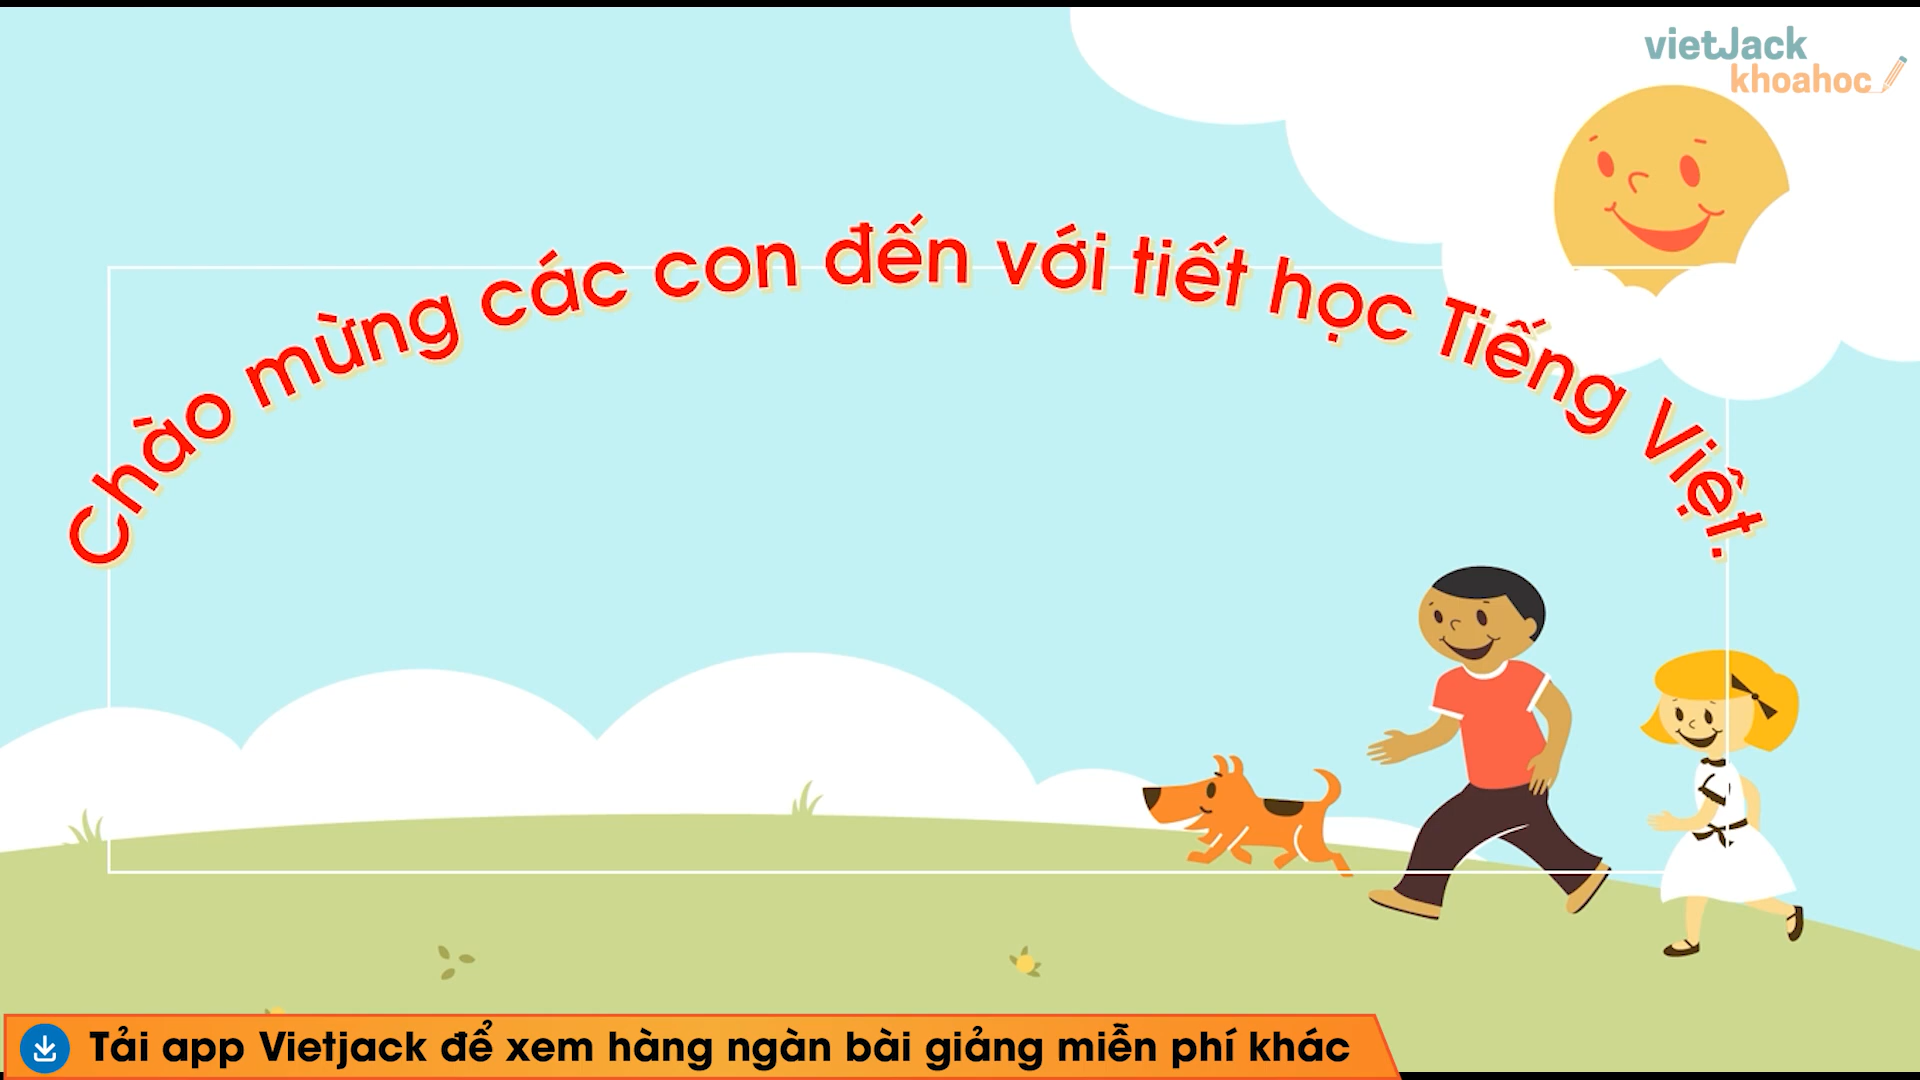 vietJack
khoahoc
Chào mừng các con đến với tiết học Tiếng Việt.
Tải app Vietjack để xem hàng ngàn bài giảng miễn phí khác